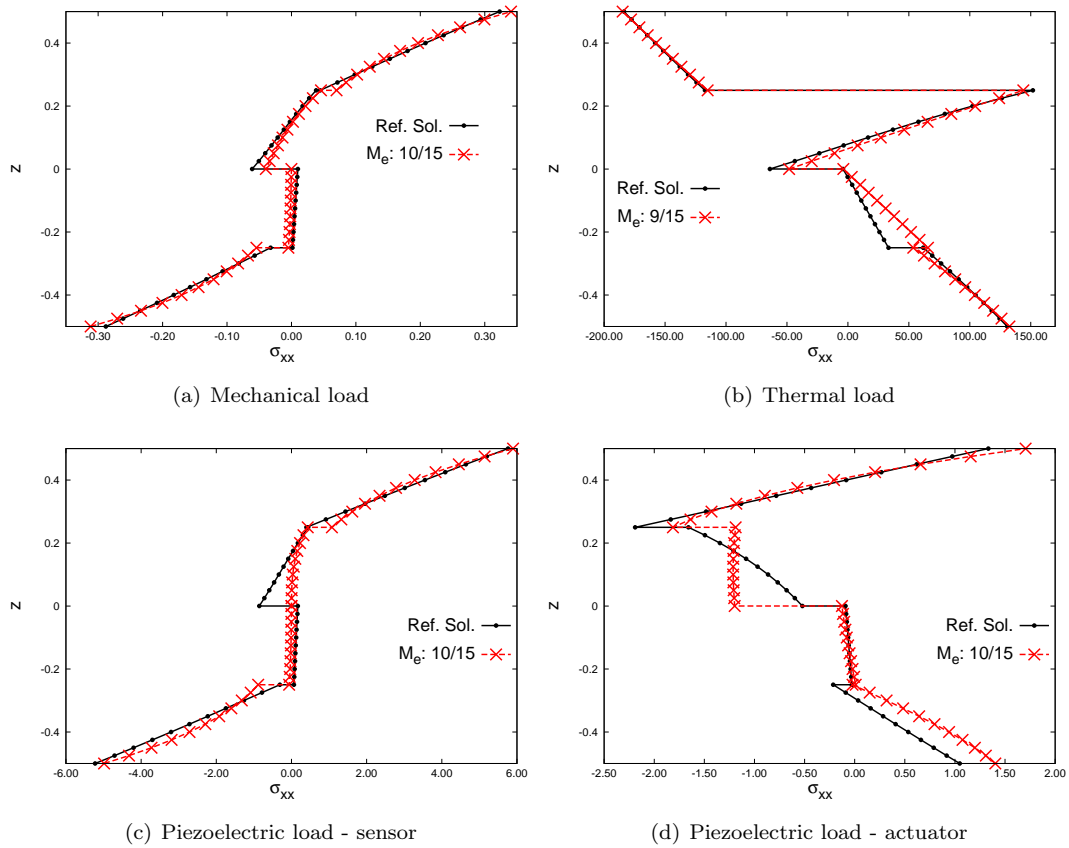 0.4
0.2
0
-0.2
-0.4
z
Ref. Sol.
Me: 10/15
-0.30 -0.20 -0.10 0.00 0.10 0.20 0.30
σxx
(a) Mechanical load
0.4
0.2
0
-0.2
-0.4
z
Ref. Sol.
Me: 9/15
-200.00 -150.00 -100.00 -50.00 0.00 50.00 100.00 150.00
σxx
(b) Thermal load
0.4
0.2
0
-0.2
-0.4
z
Ref. Sol.
Me: 10/15
-6.00 -4.00 -2.00 0.00 2.00 4.00 6.00
σxx
(c) Piezoelectric load - sensor
0.4
0.2
0
-0.2
-0.4
z
Ref. Sol.
Me: 10/15
-2.50 -2.00 -1.50 -1.00 -0.50 0.00 0.50 1.00 1.50 2.00
σxx
(d) Piezoelectric load - actuator